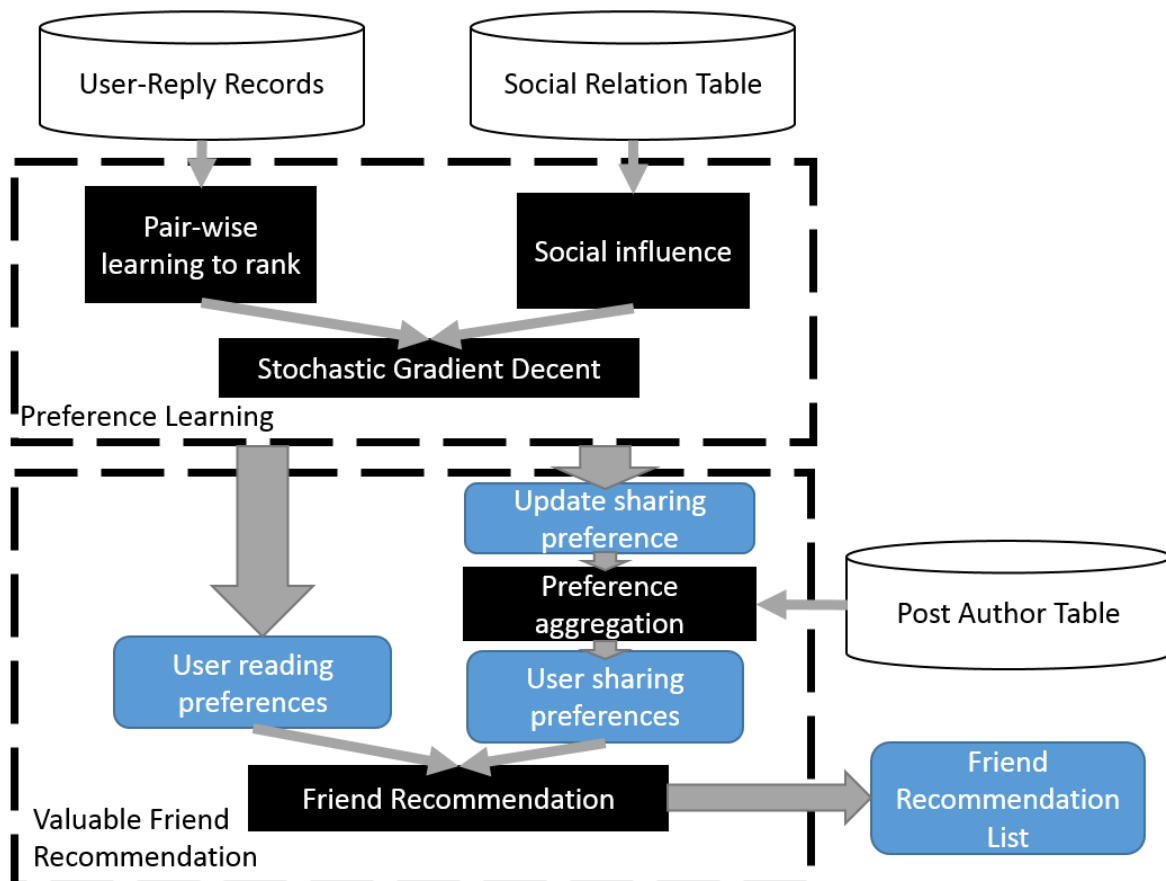 User-Reply Records
Social Relation Table
Pair-wise
learning to rank
Social influence
Stochastic Gradient Decent
Preference Learning
Update sharing
preference
Preference
aggregation
Post Author Table
User reading
preferences
User sharing
preferences
Friend Recommendation
Friend
Recommendation
List
Valuable Friend
Recommendation